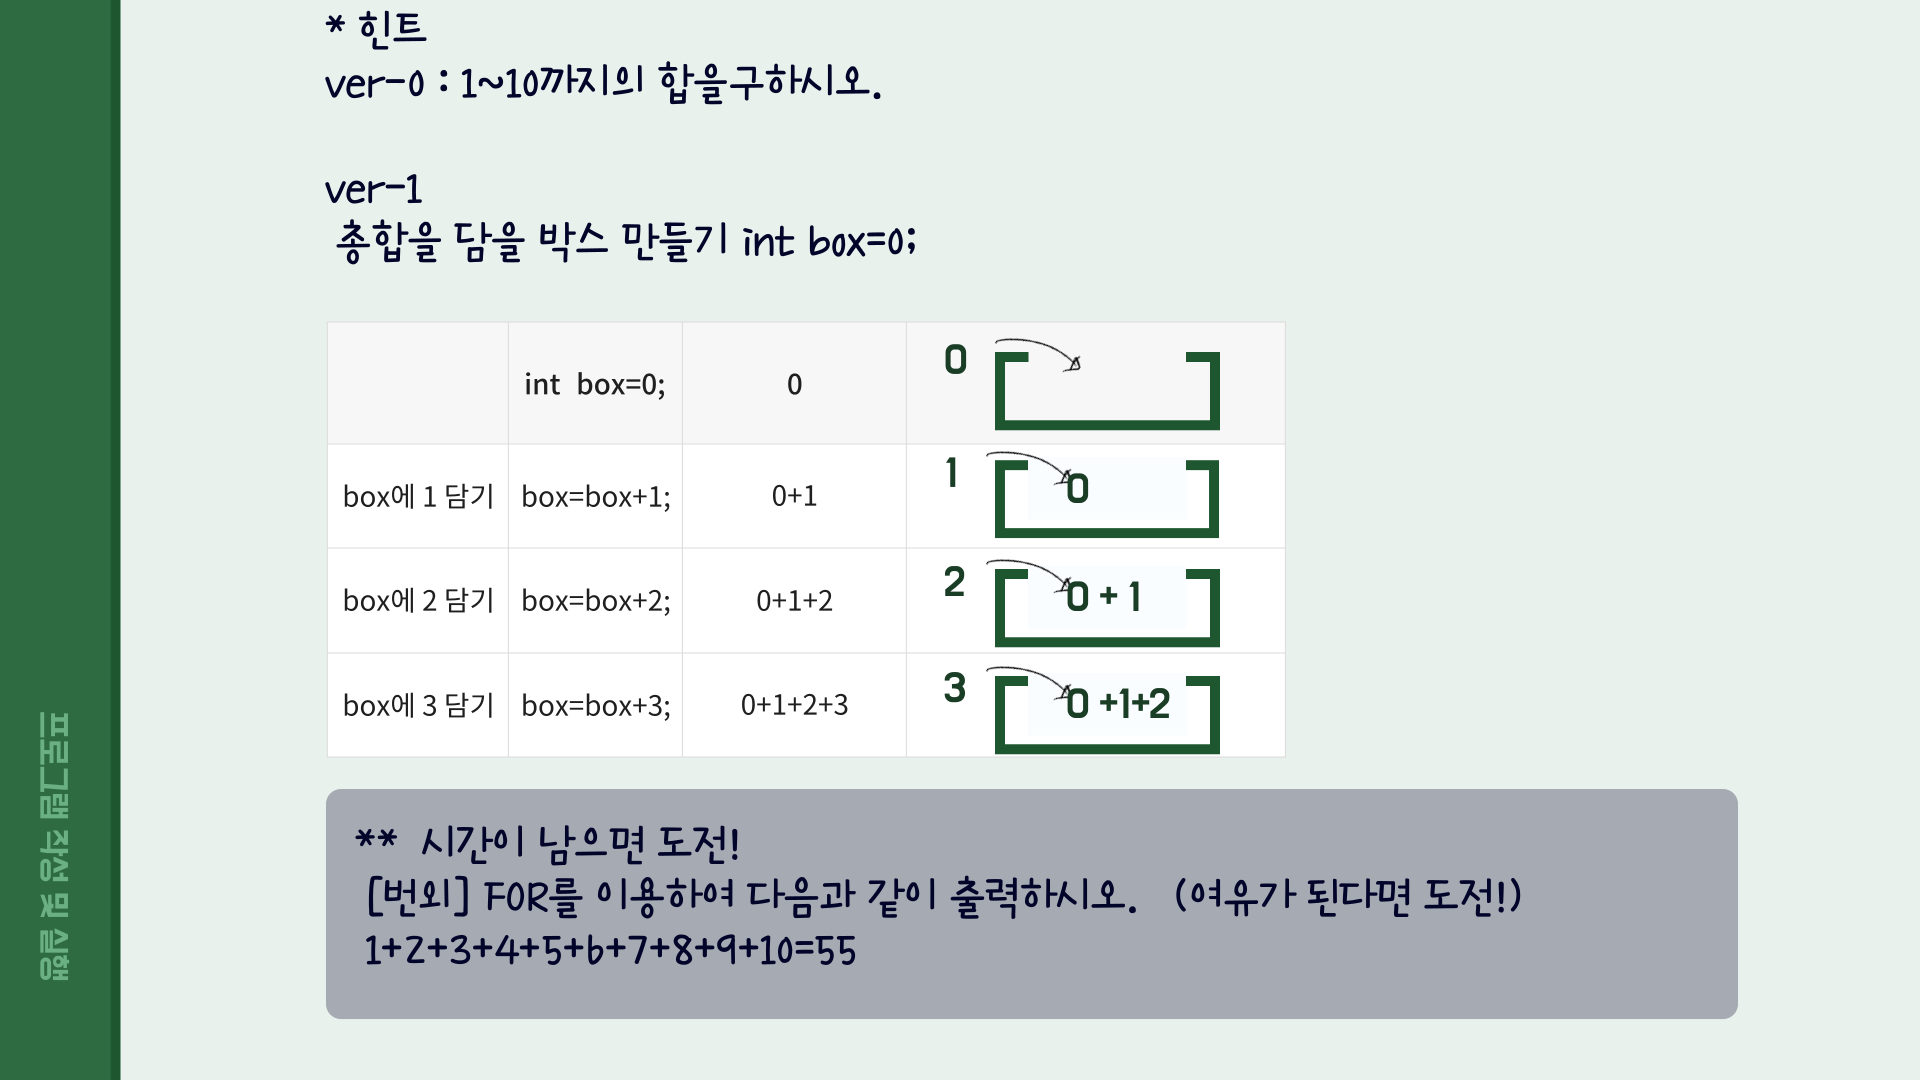 * 힌트
ver-0 : 1~10까지의 합을구하시오.
ver-1
총합을 담을 박스 만들기 int box=0;
int box=0; 0 0
box에 1 담기 box=box+1; 0+1 1 0
box에 2 담기 box=box+2; 0+1+2 2 0 + 1
box에 3 담기 box=box+3; 0+1+2+3 3 0 +1+2
** 시간이 남으면 도전!
[번외] FOR를 이용하여 다음과 같이 출력하시오. (여유가 된다면 도전!)
1+2+3+4+5+6+7+8+9+10=55
프로그램 작성 및 실행